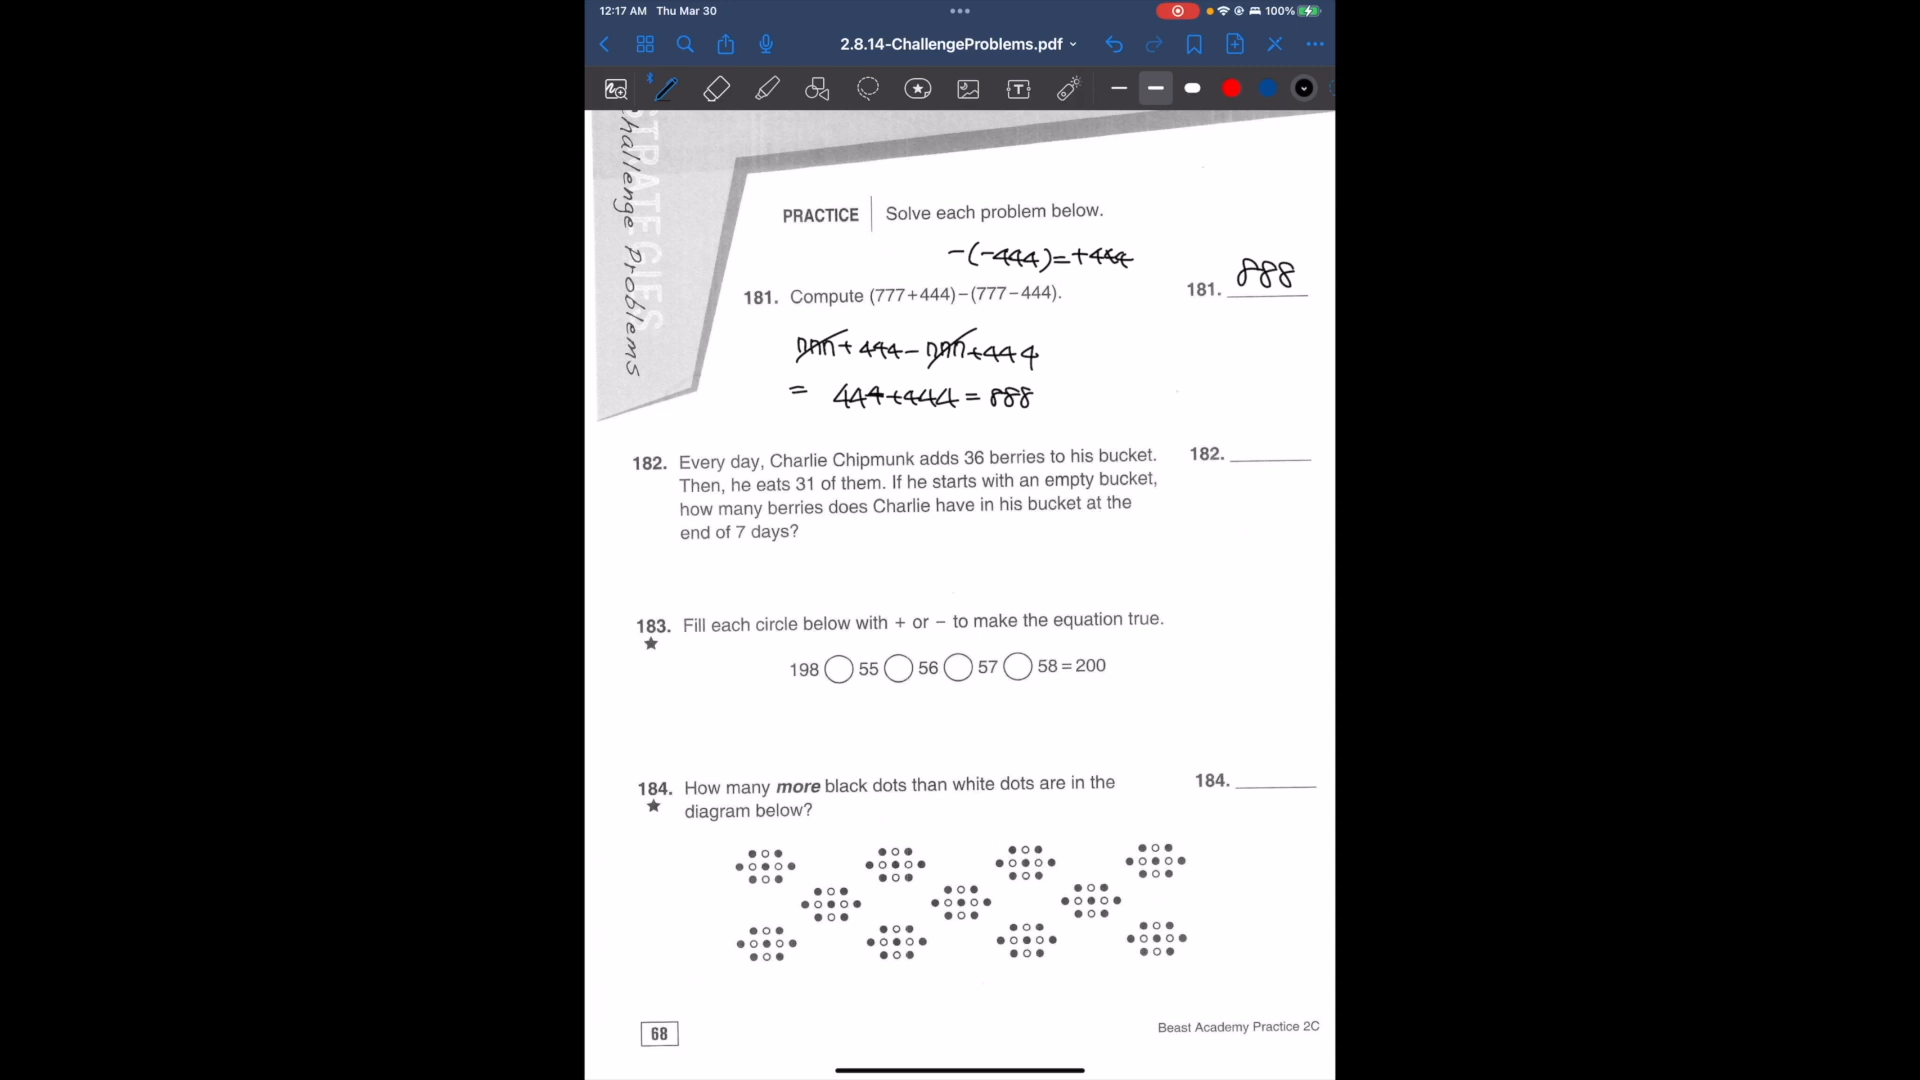 12:17 AM Thu Mar 30
100%
2.8.14-ChallengeProblems.pdf
STRATEGIES
Challenge Problems
PRACTICE Solve each problem below.
-(-444)=+444
181. Compute (777+444)−(777−444).
181. 888
777+444-777+444
= 444+444=888
182. Every day, Charlie Chipmunk adds 36 berries to his bucket.
Then, he eats 31 of them. If he starts with an empty bucket,
how many berries does Charlie have in his bucket at the
end of 7 days?
182.
183. Fill each circle below with + or − to make the equation true.
★
198 ◯ 55 ◯ 56 ◯ 57 ◯ 58=200
184. How many more black dots than white dots are in the
★ diagram below?
184.
68
Beast Academy Practice 2C